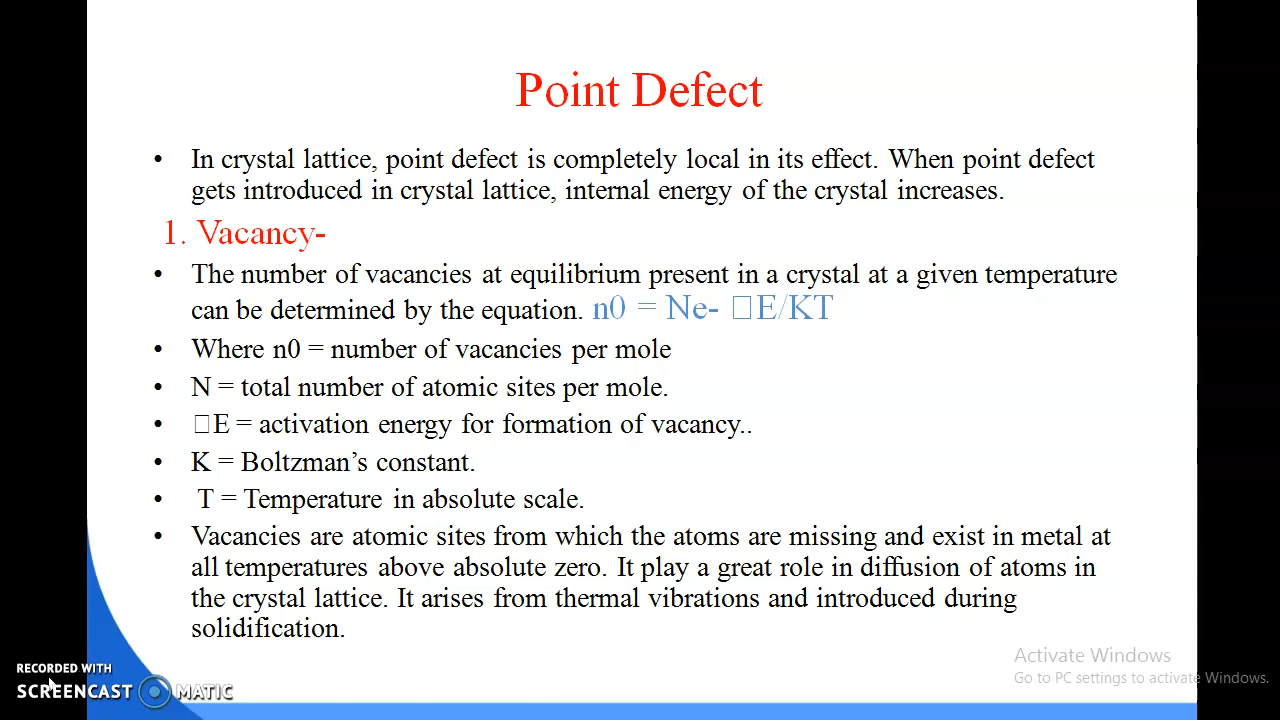 Point Defect
• In crystal lattice, point defect is completely local in its effect. When point defect
gets introduced in crystal lattice, internal energy of the crystal increases.
1. Vacancy-
• The number of vacancies at equilibrium present in a crystal at a given temperature
can be determined by the equation. n0 = Ne- □E/KT
• Where n0 = number of vacancies per mole
• N = total number of atomic sites per mole.
• □E = activation energy for formation of vacancy..
• K = Boltzman’s constant.
• T = Temperature in absolute scale.
• Vacancies are atomic sites from which the atoms are missing and exist in metal at
all temperatures above absolute zero. It play a great role in diffusion of atoms in
the crystal lattice. It arises from thermal vibrations and introduced during
solidification.
Activate Windows
Go to PC settings to activate Windows.
RECORDED WITH
SCREENCAST MATIC